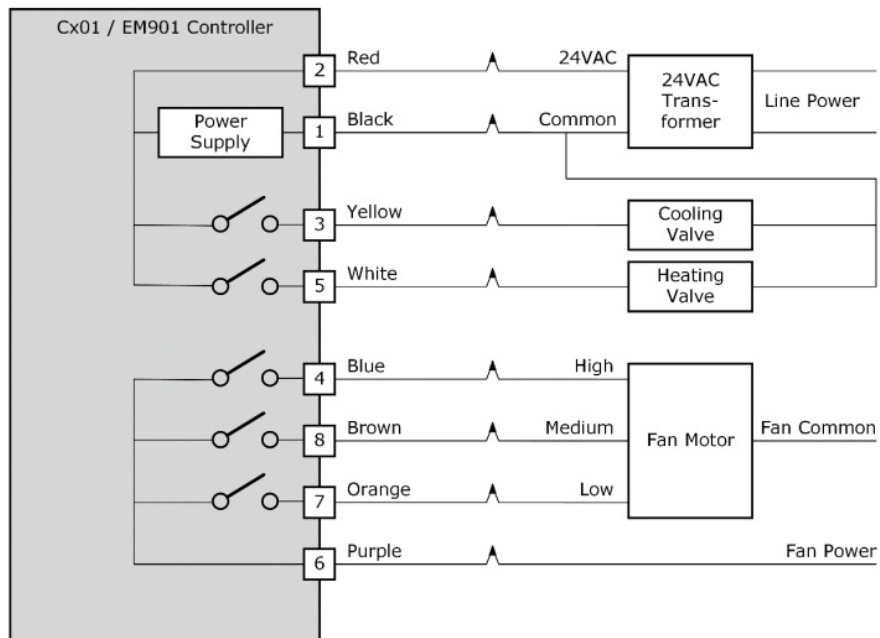 Cx01 / EM901 Controller
2 Red 24VAC
24VAC
Trans-
former
Line Power
Power
Supply
1 Black Common
3 Yellow
Cooling
Valve
5 White
Heating
Valve
4 Blue High
8 Brown Medium
Fan Motor
Fan Common
7 Orange Low
6 Purple Fan Power